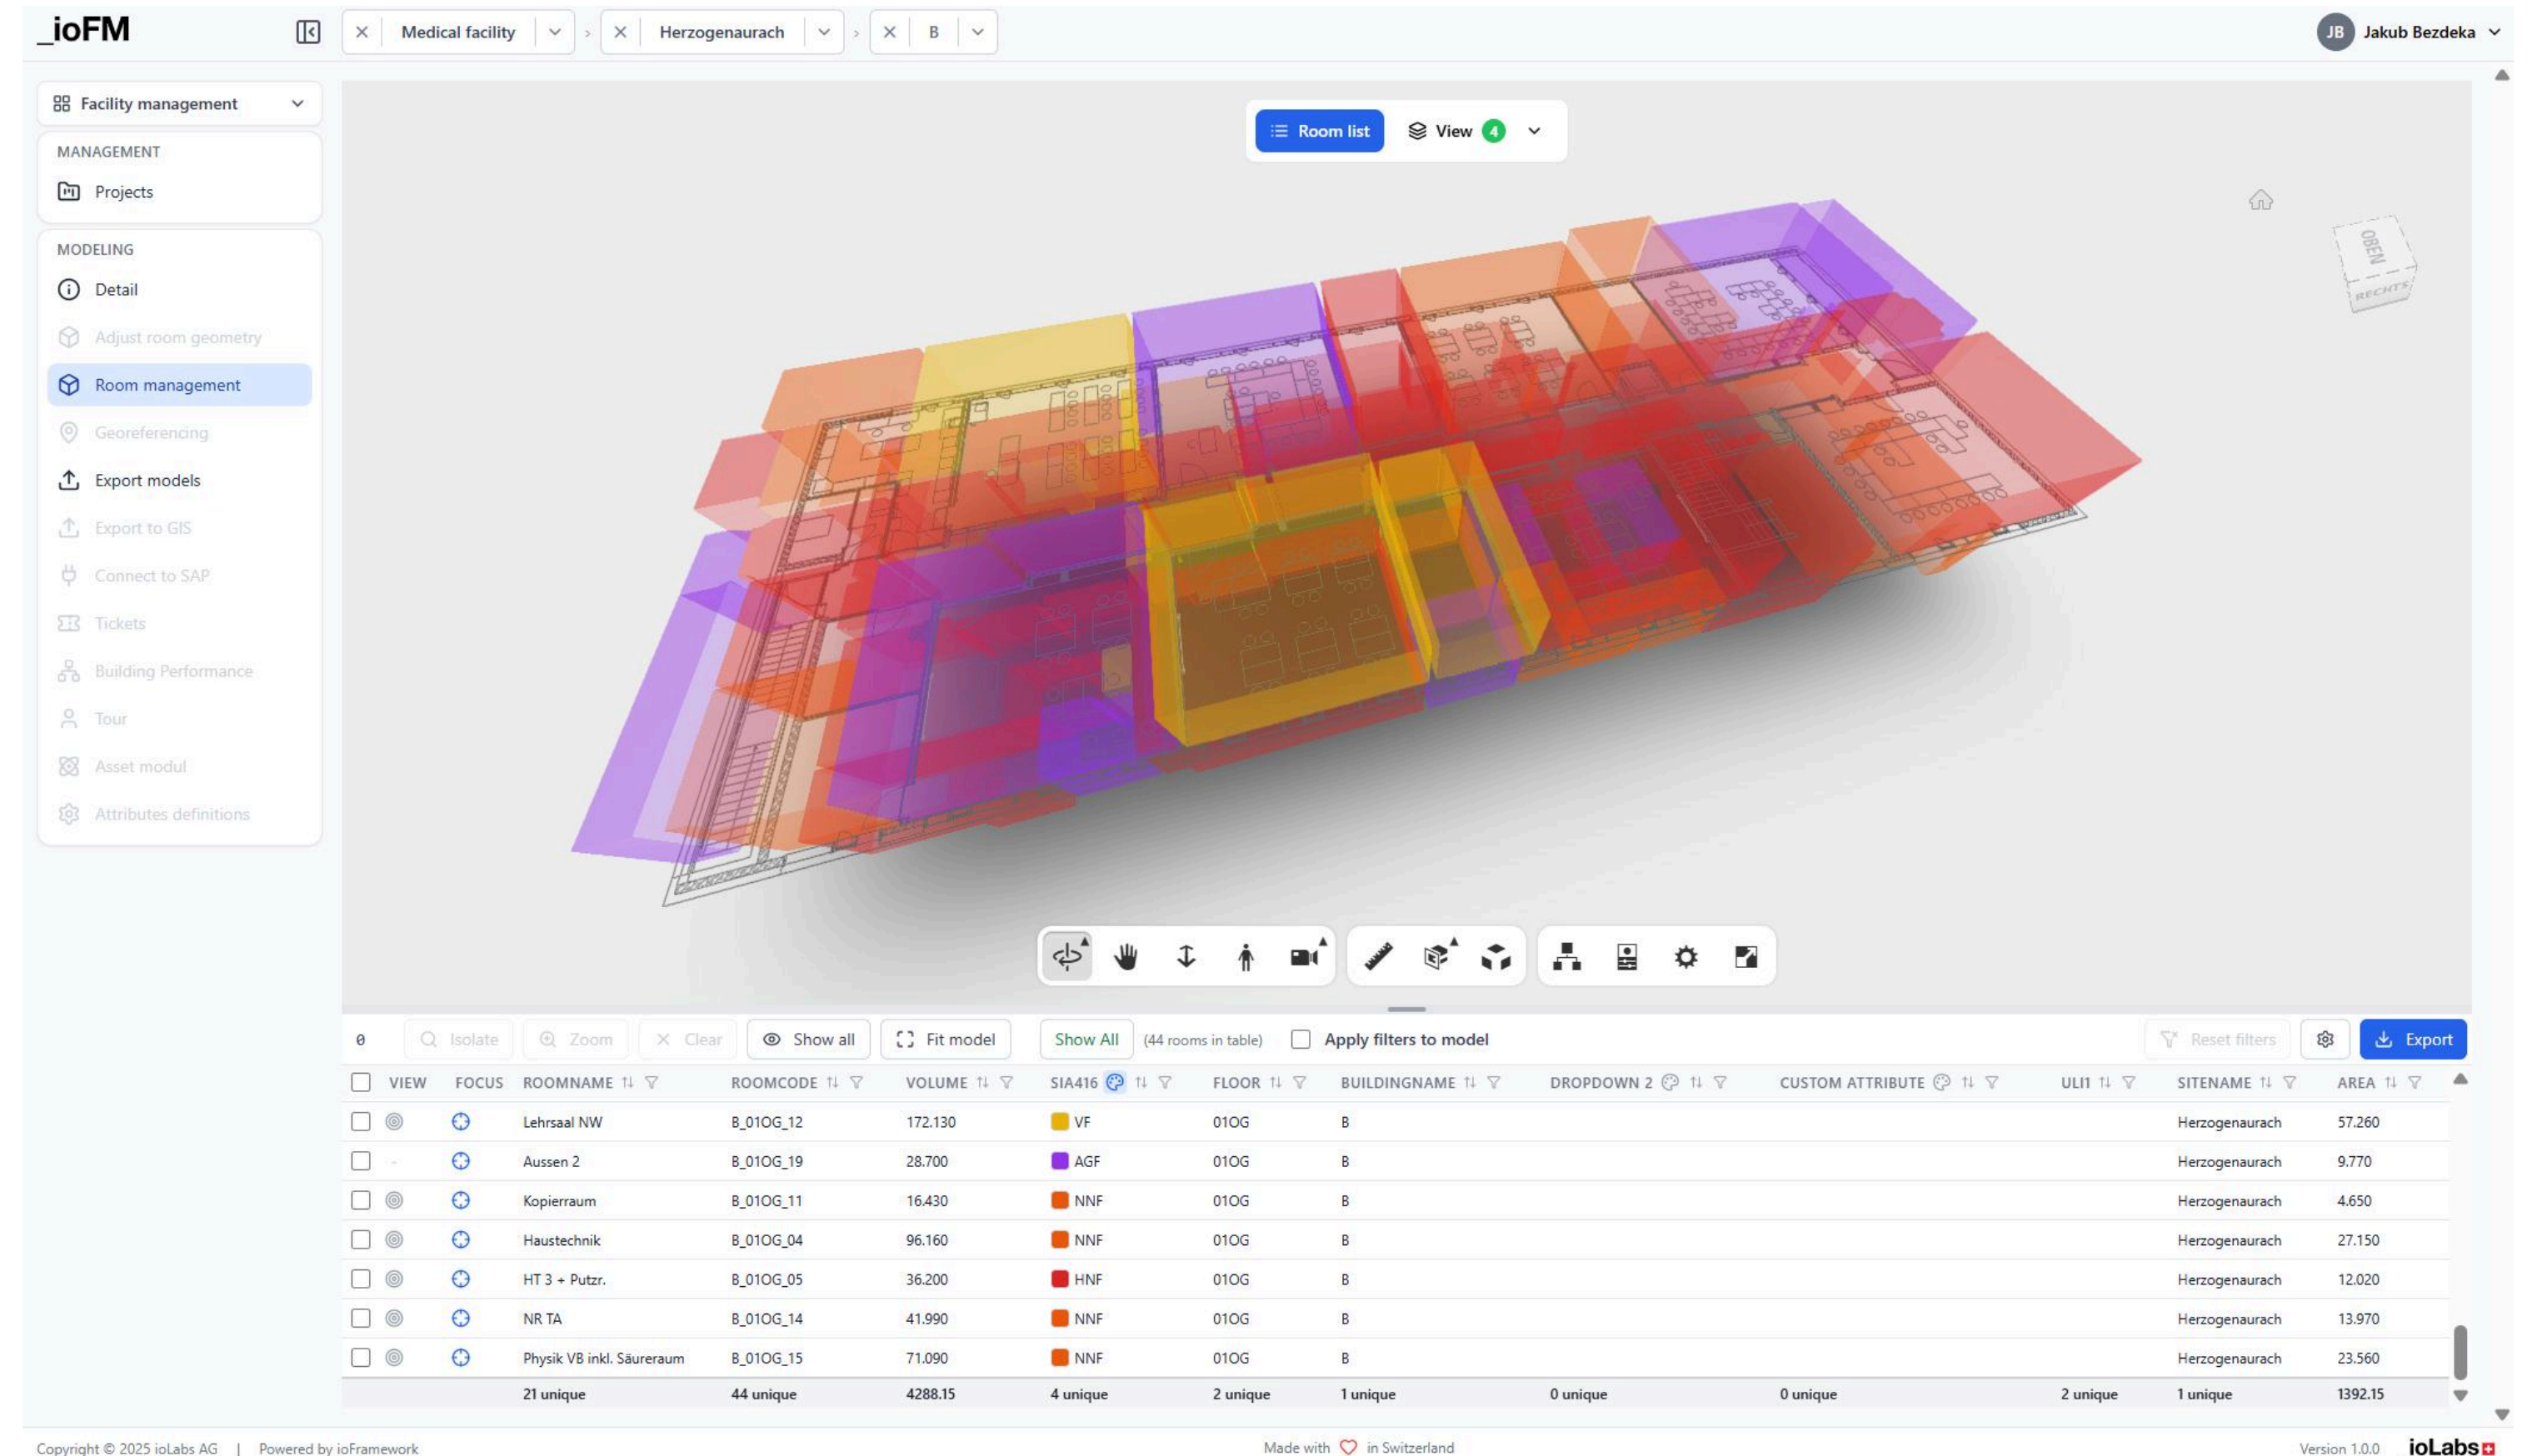 _ioFM
Medical facility
Herzogenaurach
B
JB
Jakub Bezdeka
Facility management
MANAGEMENT
Projects
MODELING
Detail
Adjust room geometry
Room management
Georeferencing
Export models
Export to GIS
Connect to SAP
Tickets
Building Performance
Tour
Asset modul
Attributes definitions
Room list
View 4
OBEN
RECHTS
0 Isolate Zoom Clear Show all Fit model Show All (44 rooms in table) Apply filters to model Reset filters Export
VIEW FOCUS ROOMNAME ROOMCODE VOLUME SIA416 FLOOR BUILDINGNAME DROPDOWN 2 CUSTOM ATTRIBUTE ULI1 SITENAME AREA
Lehrsaal NW B_01OG_12 172.130 VF 01OG B Herzogenaurach 57.260
- Aussen 2 B_01OG_19 28.700 AGF 01OG B Herzogenaurach 9.770
Kopierraum B_01OG_11 16.430 NNF 01OG B Herzogenaurach 4.650
Haustechnik B_01OG_04 96.160 NNF 01OG B Herzogenaurach 27.150
HT 3 + Putzr. B_01OG_05 36.200 HNF 01OG B Herzogenaurach 12.020
NR TA B_01OG_14 41.990 NNF 01OG B Herzogenaurach 13.970
Physik VB inkl. Säureraum B_01OG_15 71.090 NNF 01OG B Herzogenaurach 23.560
21 unique 44 unique 4288.15 4 unique 2 unique 1 unique 0 unique 0 unique 2 unique 1 unique 1392.15
Copyright © 2025 ioLabs AG | Powered by ioFramework
Made with ♡ in Switzerland
Version 1.0.0 ioLabs